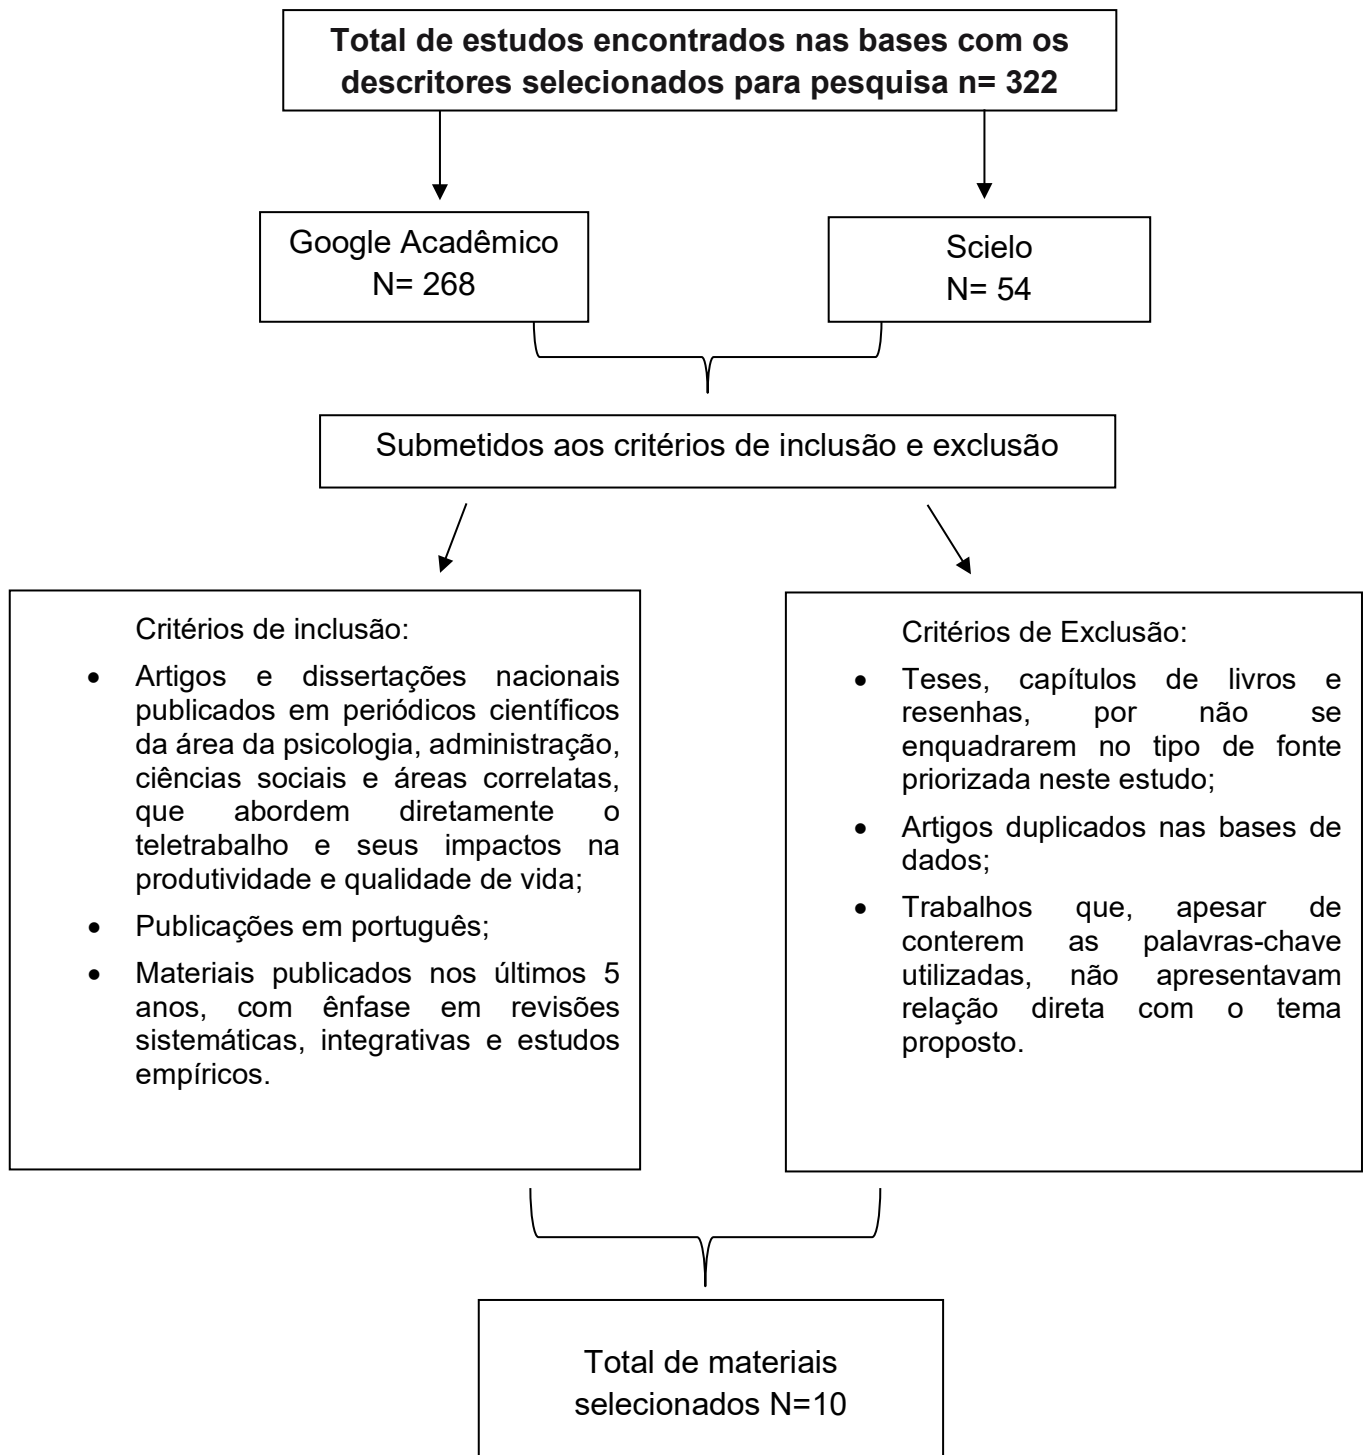 Total de estudos encontrados nas bases com os
descritores selecionados para pesquisa n= 322
Google Acadêmico
N= 268
Scielo
N= 54
Submetidos aos critérios de inclusão e exclusão
Critérios de inclusão:
• Artigos e dissertações nacionais
publicados em periódicos científicos
da área da psicologia, administração,
ciências sociais e áreas correlatas,
que abordem diretamente o
teletrabalho e seus impactos na
produtividade e qualidade de vida;
• Publicações em português;
• Materiais publicados nos últimos 5
anos, com ênfase em revisões
sistemáticas, integrativas e estudos
empíricos.
Critérios de Exclusão:
• Teses, capítulos de livros e
resenhas, por não se
enquadrarem no tipo de fonte
priorizada neste estudo;
• Artigos duplicados nas bases de
dados;
• Trabalhos que, apesar de
conterem as palavras-chave
utilizadas, não apresentavam
relação direta com o tema
proposto.
Total de materiais
selecionados N=10